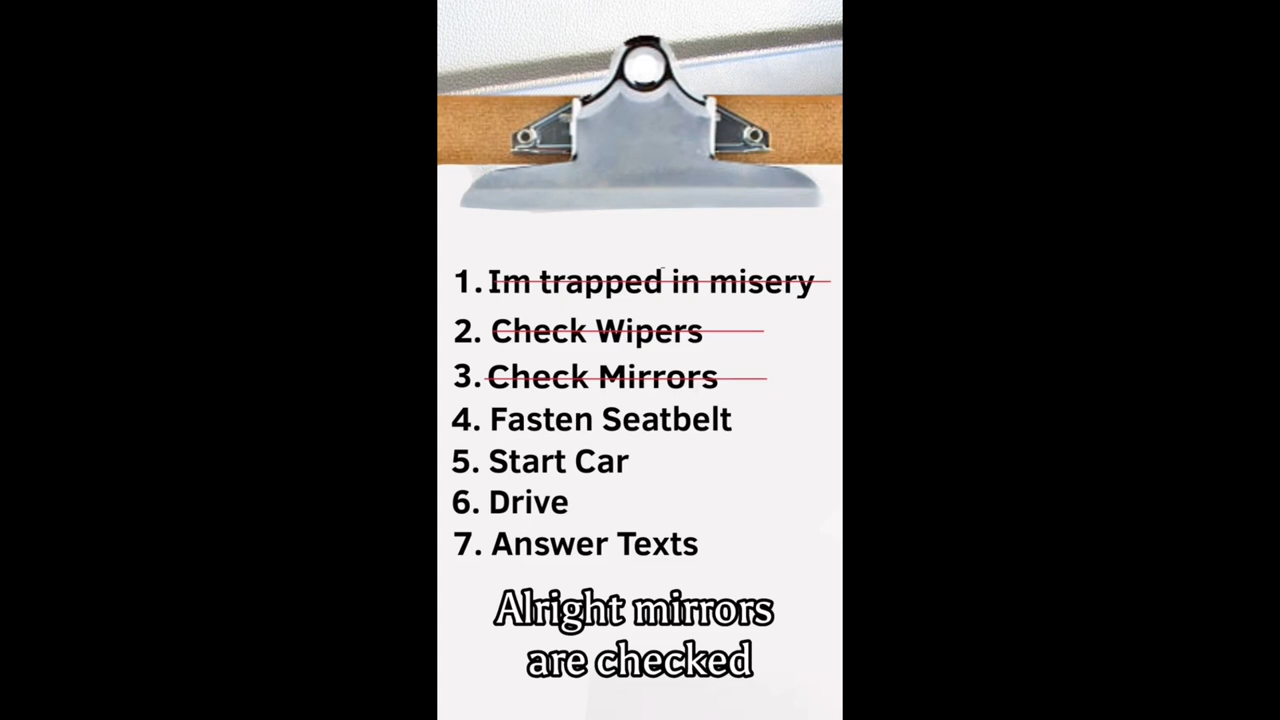 1. Im trapped in misery
2. Check Wipers
3. Check Mirrors
4. Fasten Seatbelt
5. Start Car
6. Drive
7. Answer Texts
Alright mirrors
are checked